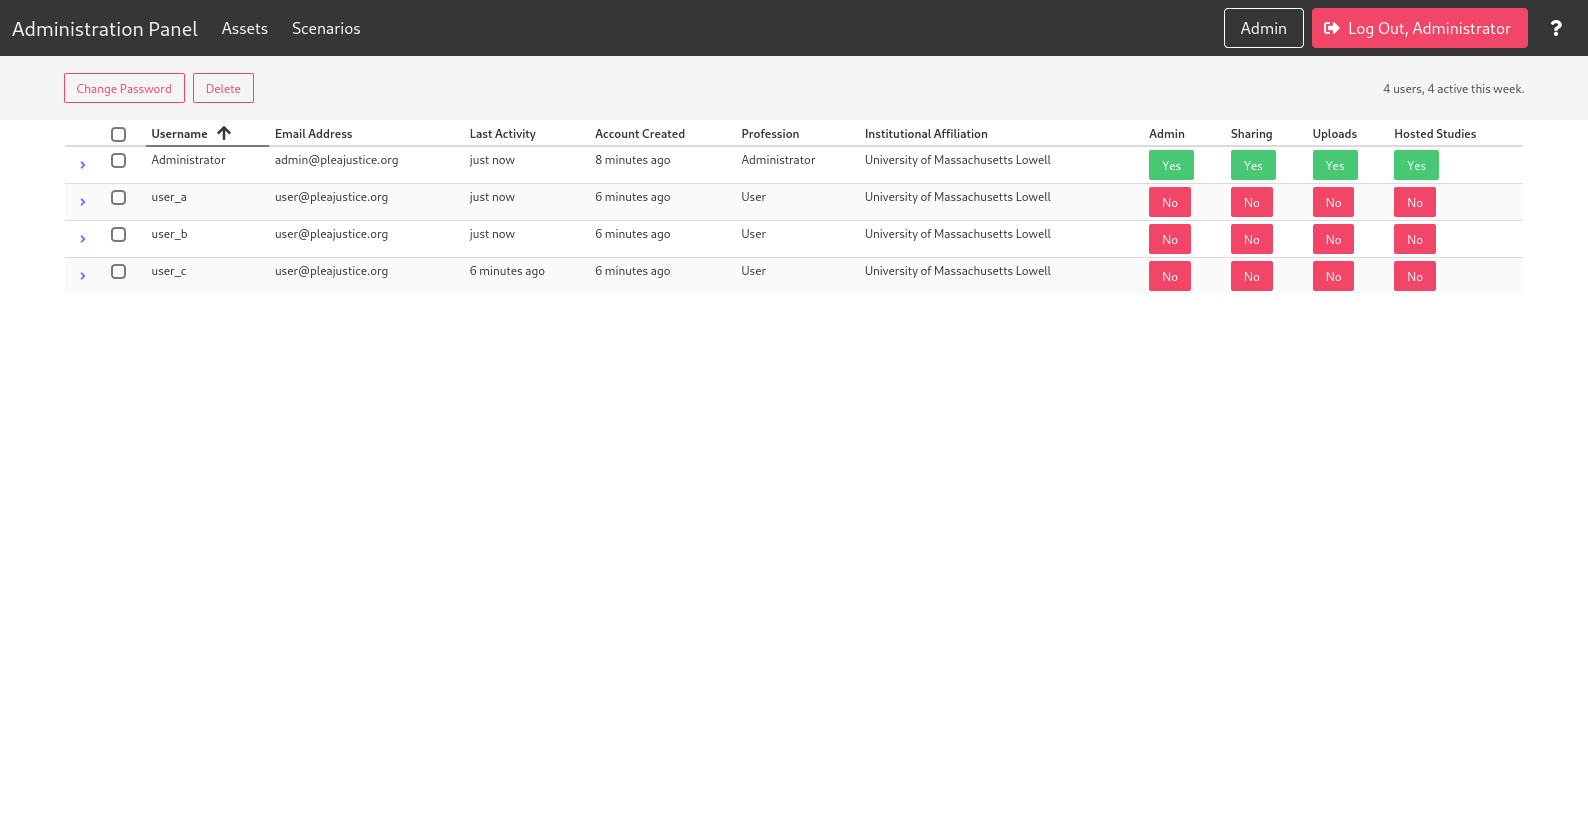 Administration Panel Assets Scenarios Admin Log Out, Administrator ?
Change Password Delete 4 users, 4 active this week.
Username Email Address Last Activity Account Created Profession Institutional Affiliation Admin Sharing Uploads Hosted Studies
Administrator admin@pleajustice.org just now 8 minutes ago Administrator University of Massachusetts Lowell Yes Yes Yes Yes
user_a user@pleajustice.org just now 6 minutes ago User University of Massachusetts Lowell No No No No
user_b user@pleajustice.org just now 6 minutes ago User University of Massachusetts Lowell No No No No
user_c user@pleajustice.org 6 minutes ago 6 minutes ago User University of Massachusetts Lowell No No No No